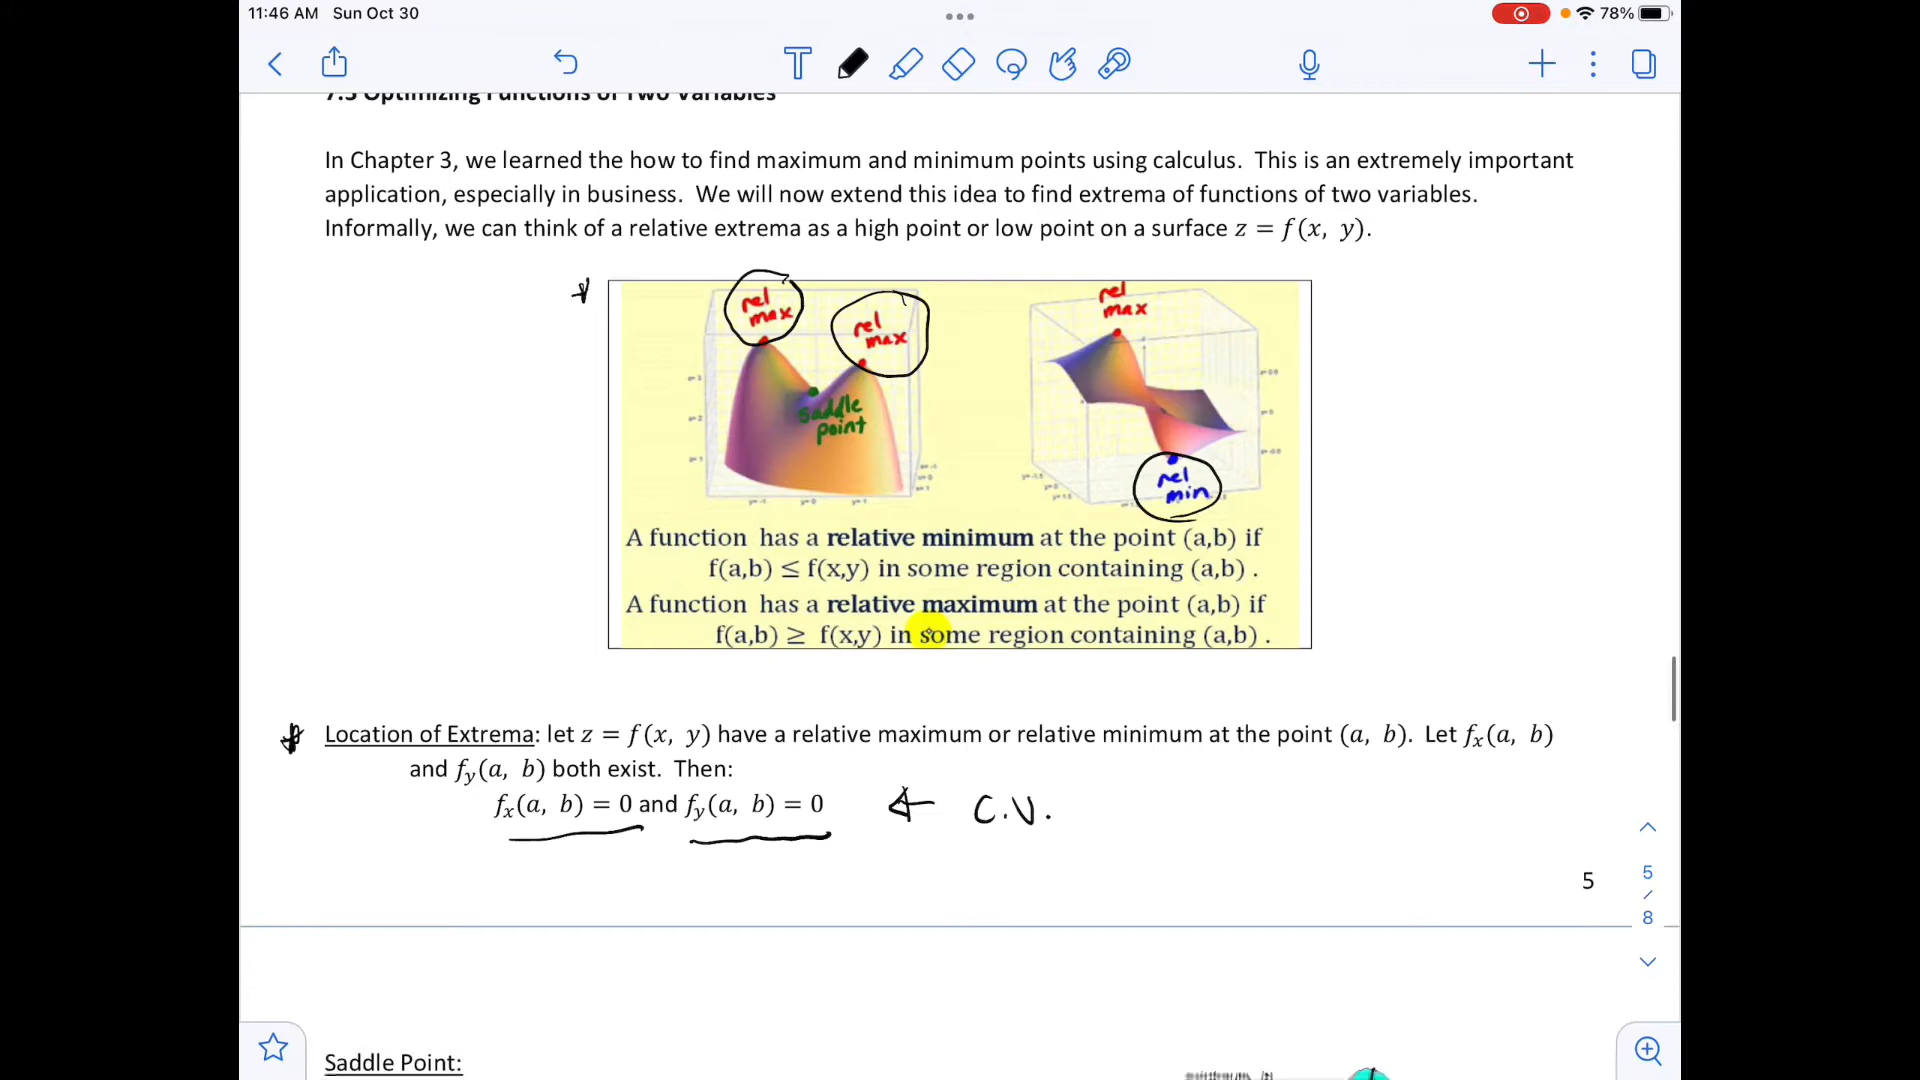 11:46 AM Sun Oct 30
78%
7.5 Optimizing Functions of Two Variables
In Chapter 3, we learned the how to find maximum and minimum points using calculus. This is an extremely important
application, especially in business. We will now extend this idea to find extrema of functions of two variables.
Informally, we can think of a relative extrema as a high point or low point on a surface z = f(x, y).
rel
max
rel
max
saddle
point
rel
max
rel
min
A function has a relative minimum at the point (a,b) if
f(a,b) ≤ f(x,y) in some region containing (a,b) .
A function has a relative maximum at the point (a,b) if
f(a,b) ≥ f(x,y) in some region containing (a,b) .
Location of Extrema: let z = f(x, y) have a relative maximum or relative minimum at the point (a, b). Let fₓ(a, b)
and f_y(a, b) both exist. Then:
fₓ(a, b) = 0 and f_y(a, b) = 0 C.V.
5
5
/
8
Saddle Point: